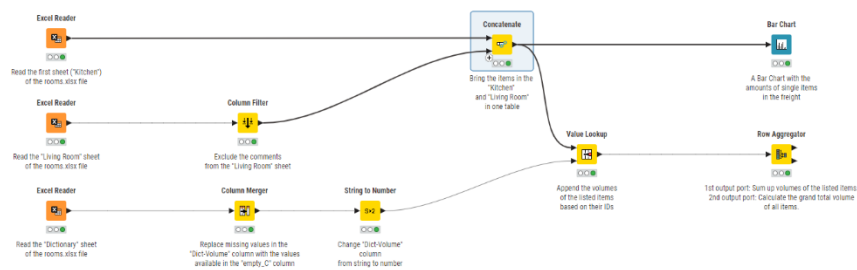 Excel Reader
Read the first sheet ("Kitchen")
of the rooms.xlsx file
Concatenate
Bring the items in the
"Kitchen"
and "Living Room"
in one table
Bar Chart
A Bar Chart with the
amounts of single items
in the freight
Excel Reader
Read the "Living Room" sheet
of the rooms.xlsx file
Column Filter
Exclude the comments
from the "Living Room" sheet
Value Lookup
Append the volumes
of the listed items
based on their IDs
Row Aggregator
1st output port: Sum up volumes of the listed items
2nd output port: Calculate the grand total volume
of all items.
Excel Reader
Read the "Dictionary" sheet
of the rooms.xlsx file
Column Merger
Replace missing values in the
"Dict-Volume" column with the values
available in the "empty_C" column
String to Number
S+2
Change "Dict-Volume"
column
from string to number